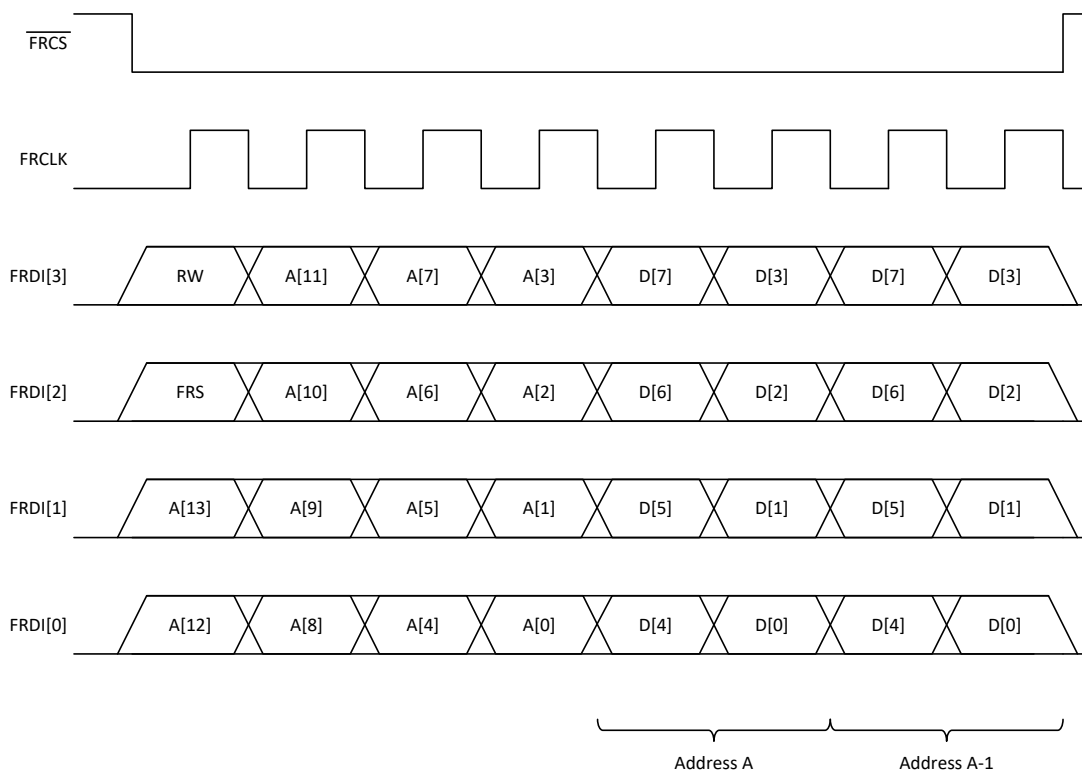 FRCS
FRCLK
FRDI[3] RW A[11] A[7] A[3] D[7] D[3] D[7] D[3]
FRDI[2] FRS A[10] A[6] A[2] D[6] D[2] D[6] D[2]
FRDI[1] A[13] A[9] A[5] A[1] D[5] D[1] D[5] D[1]
FRDI[0] A[12] A[8] A[4] A[0] D[4] D[0] D[4] D[0]
Address A Address A-1